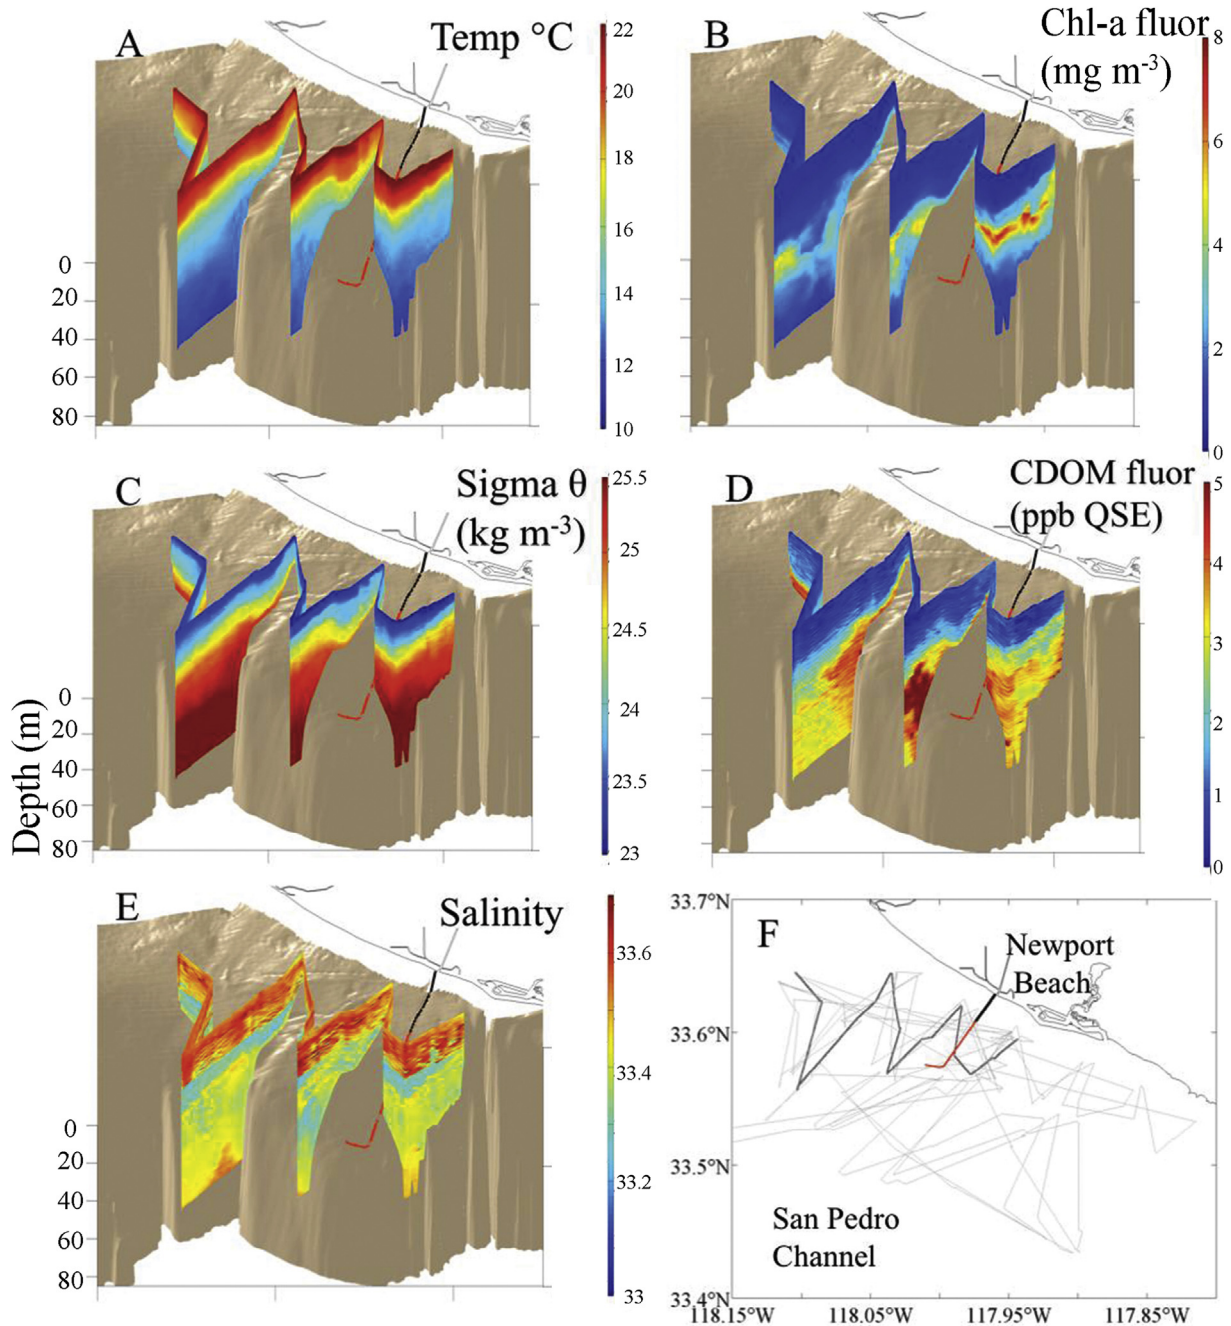 A
Temp °C
22
20
18
16
14
12
10
0
20
40
60
80
B
Chl-a fluor
(mg m-3)
8
6
4
2
0
C
Sigma θ
(kg m-3)
25.5
25
24.5
24
23.5
23
Depth (m)
0
20
40
60
80
D
CDOM fluor
(ppb QSE)
5
4
3
2
1
0
E
Salinity
33.6
33.4
33.2
33
0
20
40
60
80
F
33.7°N
33.6°N
33.5°N
33.4°N
Newport
Beach
San Pedro
Channel
118.15°W
118.05°W
117.95°W
117.85°W